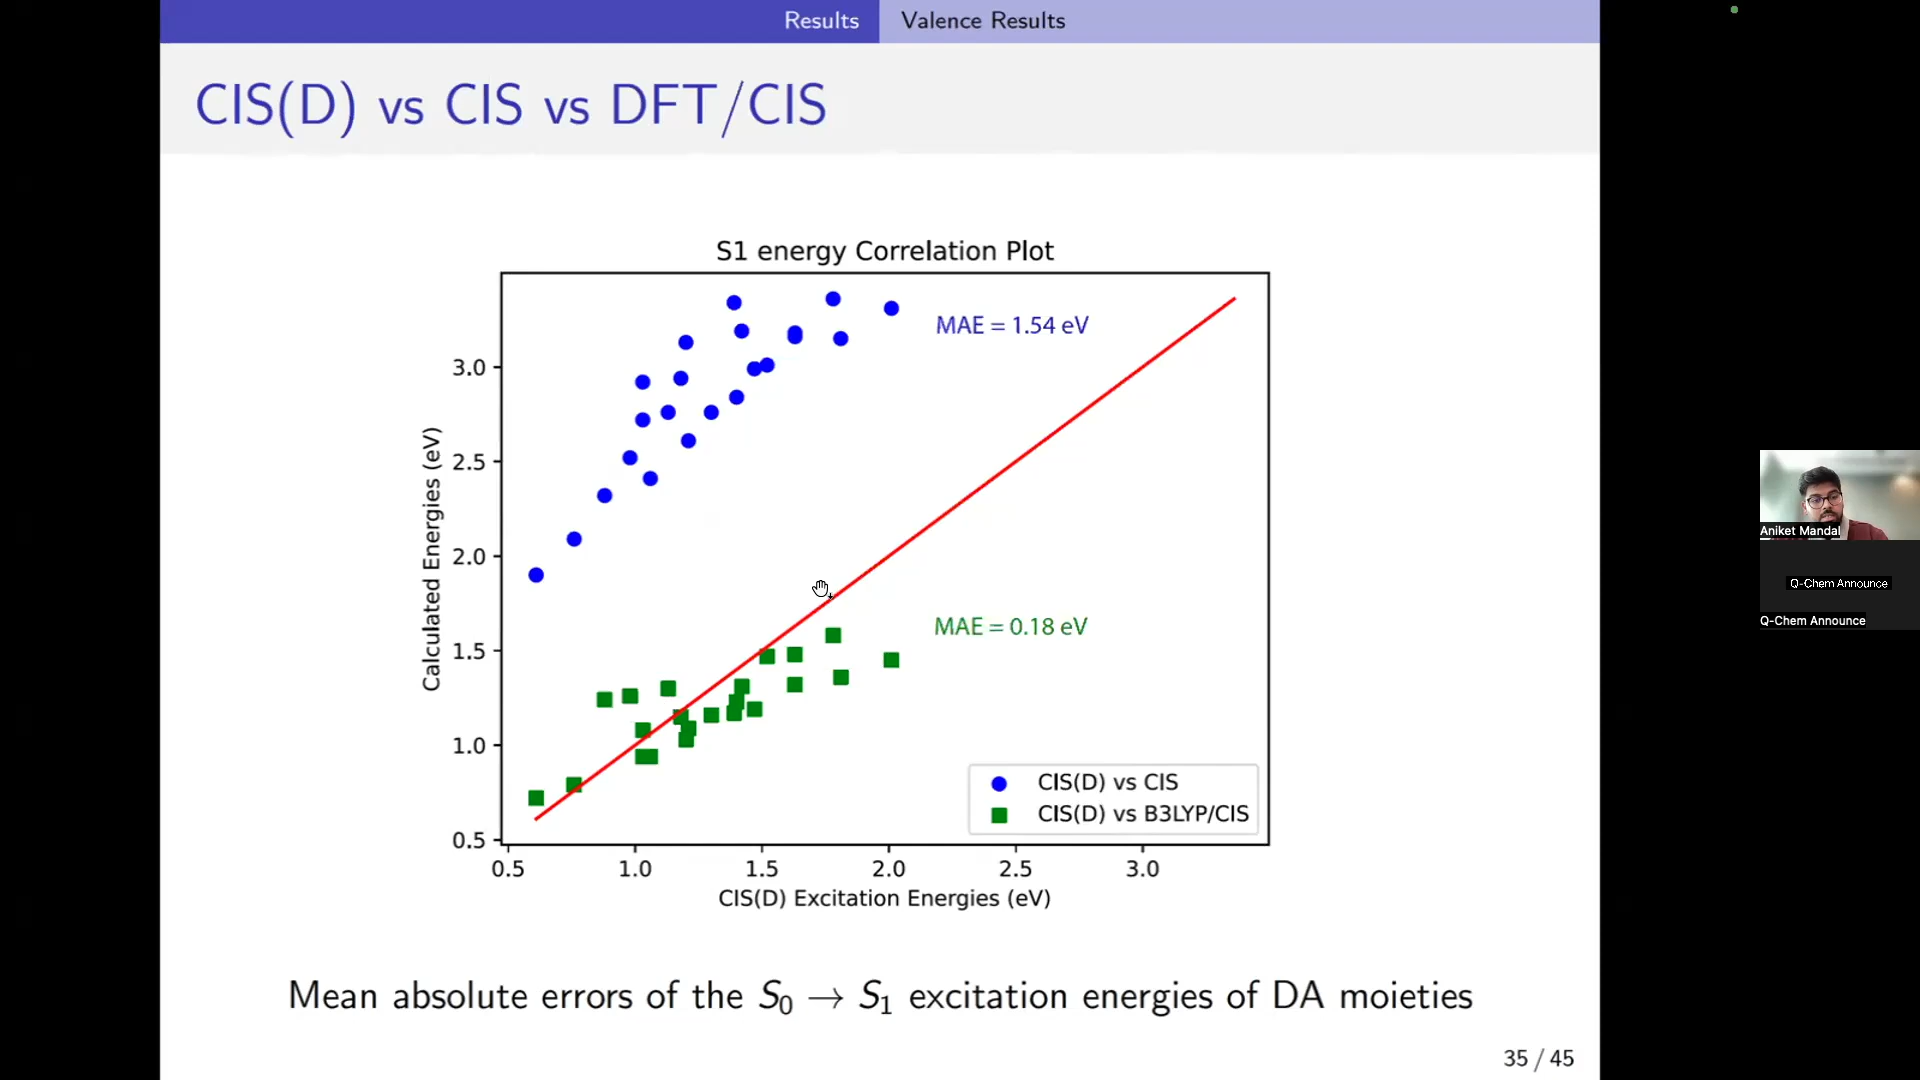 Results Valence Results
CIS(D) vs CIS vs DFT/CIS
S1 energy Correlation Plot
MAE = 1.54 eV
MAE = 0.18 eV
Calculated Energies (eV)
3.0
2.5
2.0
1.5
1.0
0.5
CIS(D) vs CIS
CIS(D) vs B3LYP/CIS
0.5 1.0 1.5 2.0 2.5 3.0
CIS(D) Excitation Energies (eV)
Mean absolute errors of the S₀ → S₁ excitation energies of DA moieties
35 / 45
Aniket Mandal
Q-Chem Announce
Q-Chem Announce